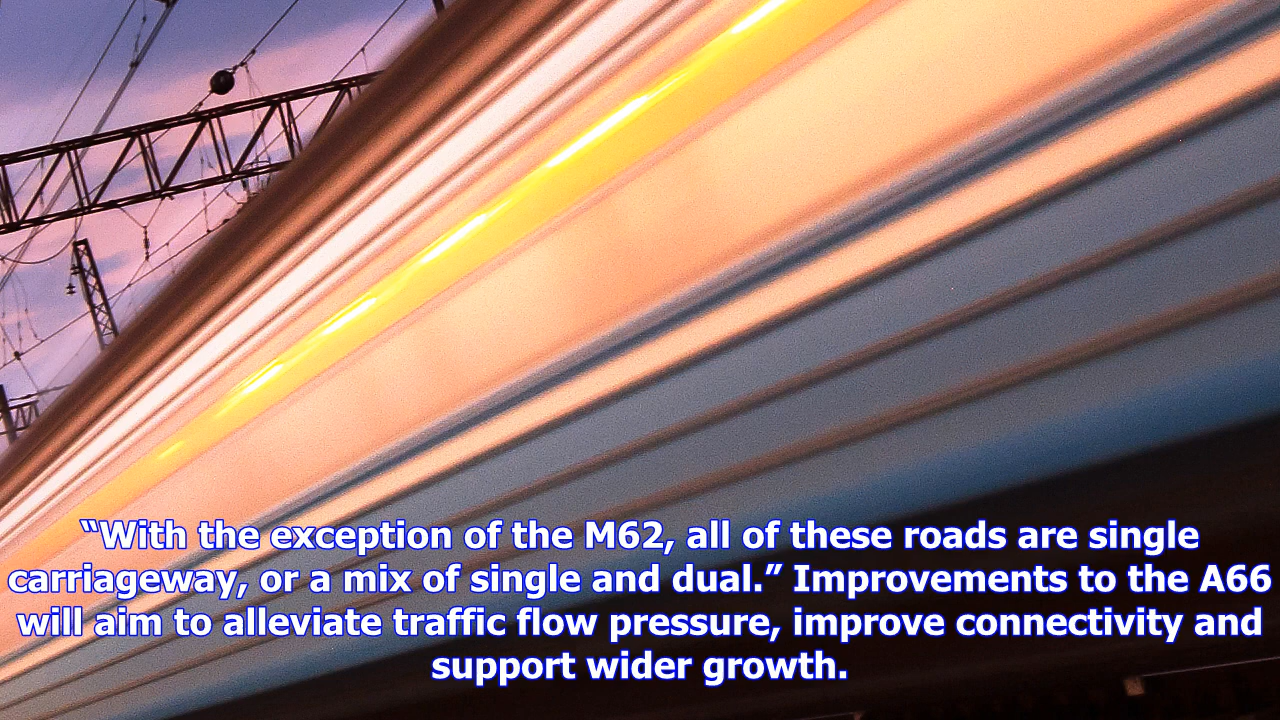 “With the exception of the M62, all of these roads are single
carriageway, or a mix of single and dual.” Improvements to the A66
will aim to alleviate traffic flow pressure, improve connectivity and
support wider growth.